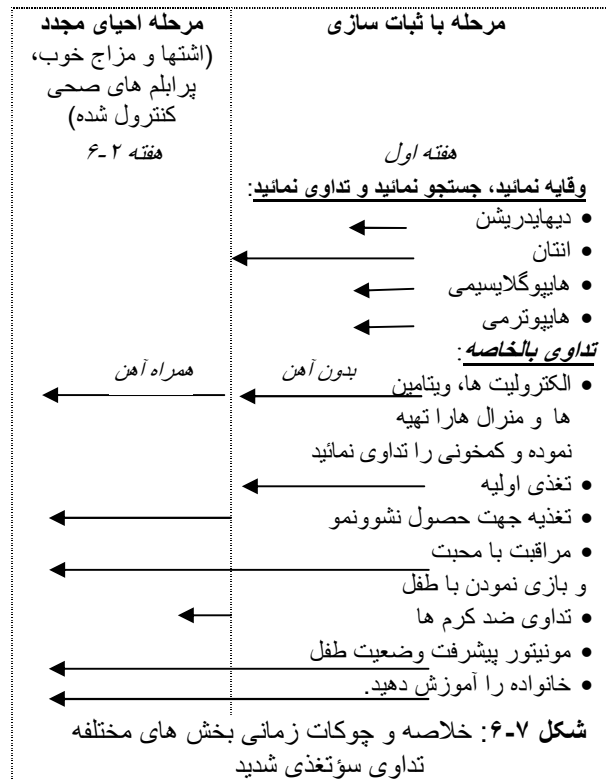 مرحله با ثبات سازی
مرحله احیای مجدد
(اشتها و مزاج خوب،
پرابلم های صحی
کنترول شده)
هفته اول
هفته ۲-۶
وقایه نمائید، جستجو نمائید و تداوی نمائید:
• دیهایدریشن
• انتان
• هایپوگلایسیمی
• هایپوترمی
تداوی بالخاصه:
بدون آهن
همراه آهن
• الکترولیت ها، ویتامین
ها و منرال هارا تهیه
نموده و کمخونی را تداوی نمائید
• تغذی اولیه
• تغذیه جهت حصول نشوونمو
• مراقبت با محبت
و بازی نمودن با طفل
• تداوی ضد کرم ها
• مونیتور پیشرفت وضعیت طفل
• خانواده را آموزش دهید.
شکل ۷-۶: خلاصه و چوکات زمانی بخش های مختلفه
تداوی سؤتغذی شدید